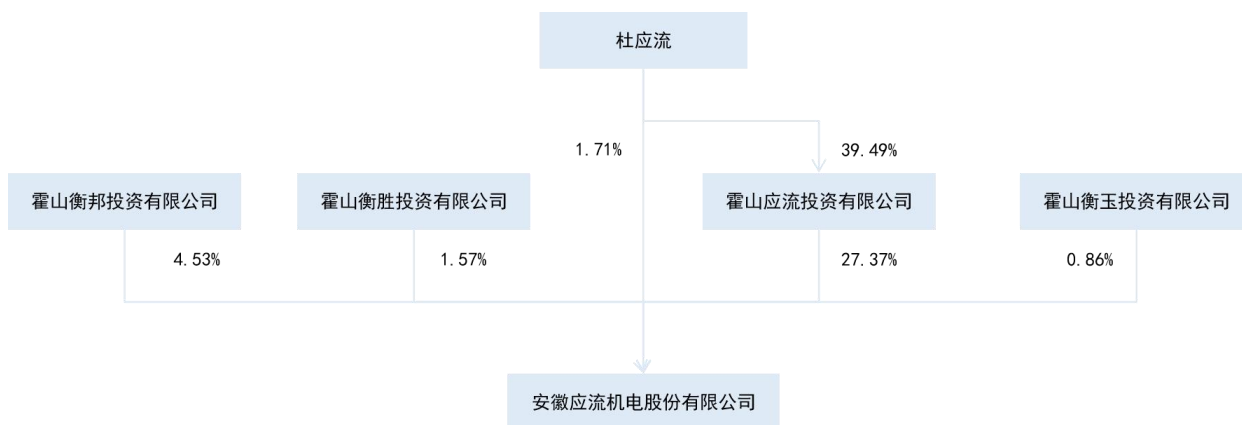 杜应流
1.71%
39.49%
霍山衡邦投资有限公司
霍山衡胜投资有限公司
霍山应流投资有限公司
霍山衡玉投资有限公司
4.53%
1.57%
27.37%
0.86%
安徽应流机电股份有限公司